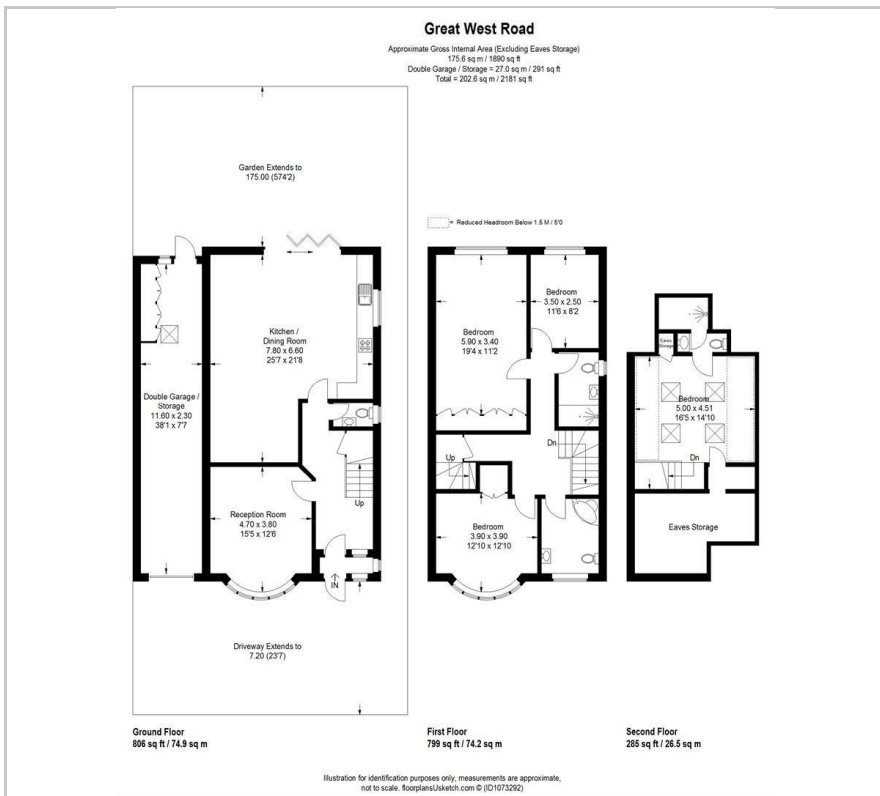 Great West Road
Approximate Gross Internal Area (Excluding Eaves Storage)
175.6 sq m / 1890 sq ft
Double Garage / Storage = 27.0 sq m / 291 sq ft
Total = 202.6 sq m / 2181 sq ft
Garden Extends to
175.00 (574'2)
= Reduced Headroom Below 1.5 M / 5'0
Kitchen /
Dining Room
7.80 x 6.60
25'7 x 21'8
Double Garage /
Storage
11.60 x 2.30
38'1 x 7'7
Reception Room
4.70 x 3.80
15'5 x 12'6
Up
IN
Driveway Extends to
7.20 (23'7)
Bedroom
3.50 x 2.50
11'6 x 8'2
Bedroom
5.90 x 3.40
19'4 x 11'2
Up
Dn
Bedroom
3.90 x 3.90
12'10 x 12'10
Eaves
Storage
Bedroom
5.00 x 4.51
16'5 x 14'10
Dn
Eaves Storage
Ground Floor
806 sq ft / 74.9 sq m
First Floor
799 sq ft / 74.2 sq m
Second Floor
285 sq ft / 26.5 sq m
Illustration for identification purposes only, measurements are approximate,
not to scale. floorplansUsketch.com © (ID1073292)